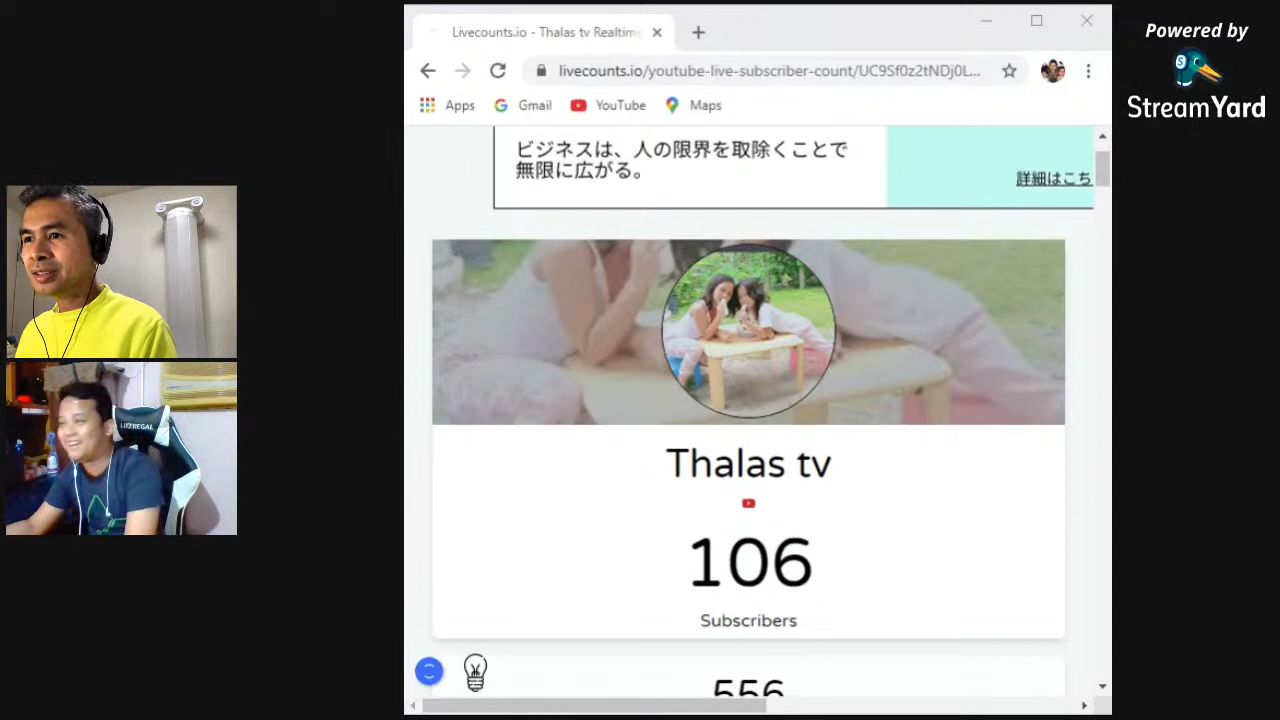 Livecounts.io - Thalas tv Realtim
livecounts.io/youtube-live-subscriber-count/UC9Sf0z2tNDj0L...
Apps
Gmail
YouTube
Maps
ビジネスは、人の限界を取除くことで
無限に広がる。
詳細はこち
Thalas tv
106
Subscribers
556
Powered by
StreamYard